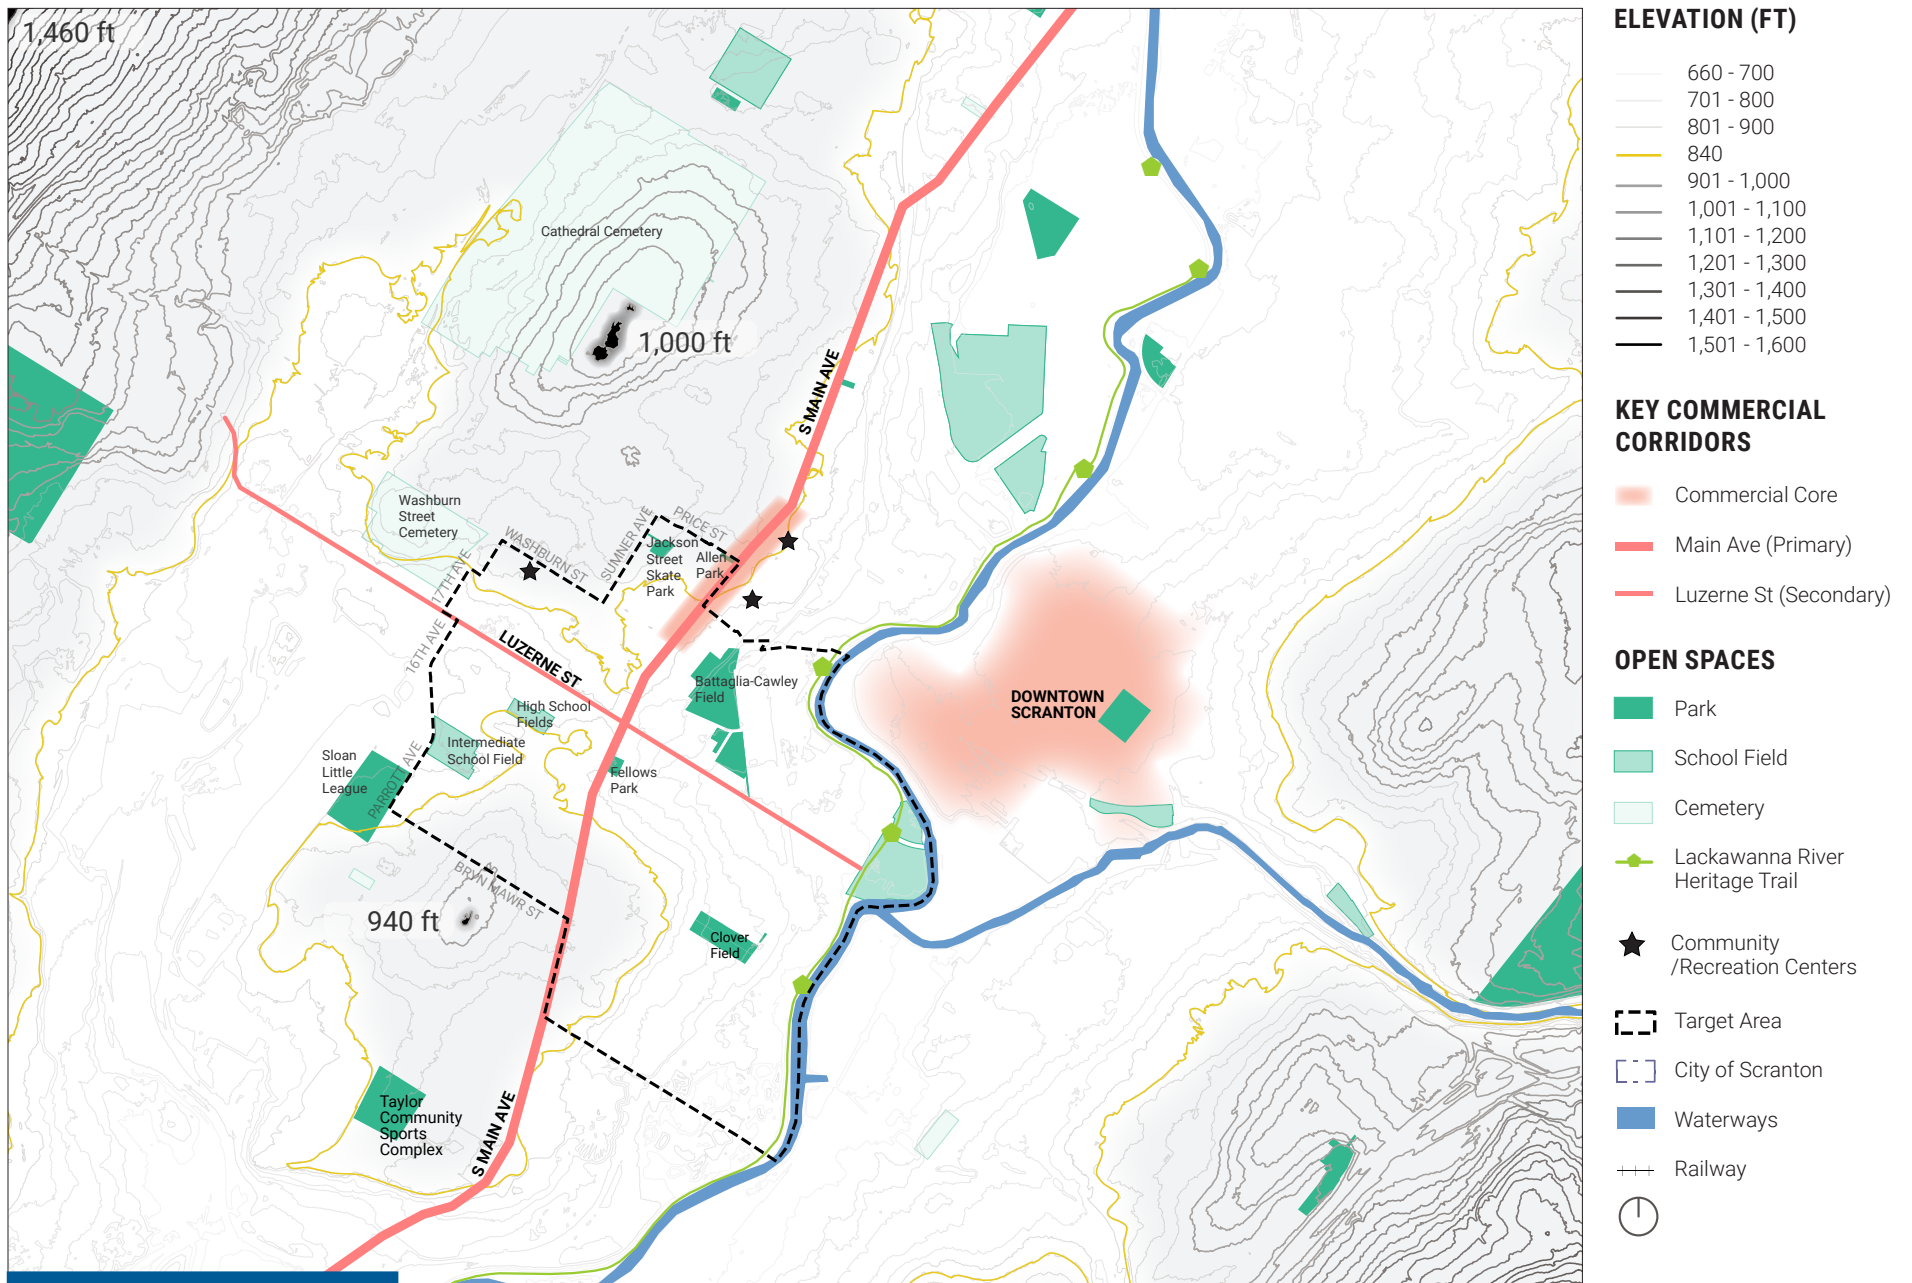 1,460 ft
Cathedral Cemetery
1,000 ft
S MAIN AVE
Washburn
Street
Cemetery
WASHBURN ST
SUMNER AVE
PRICE ST
Jackson
Street
Skate
Park
Allen
Park
17TH AVE
16TH AVE
LUZERNE ST
Battaglia-Cawley
Field
DOWNTOWN
SCRANTON
High School
Fields
Intermediate
School Field
Sloan
Little
League
PARROTT AVE
Fellows
Park
BRYN MAWR ST
940 ft
Clover
Field
Taylor
Community
Sports
Complex
S MAIN AVE
ELEVATION (FT)
660 - 700
701 - 800
801 - 900
840
901 - 1,000
1,001 - 1,100
1,101 - 1,200
1,201 - 1,300
1,301 - 1,400
1,401 - 1,500
1,501 - 1,600
KEY COMMERCIAL
CORRIDORS
Commercial Core
Main Ave (Primary)
Luzerne St (Secondary)
OPEN SPACES
Park
School Field
Cemetery
Lackawanna River
Heritage Trail
Community
/Recreation Centers
Target Area
City of Scranton
Waterways
Railway